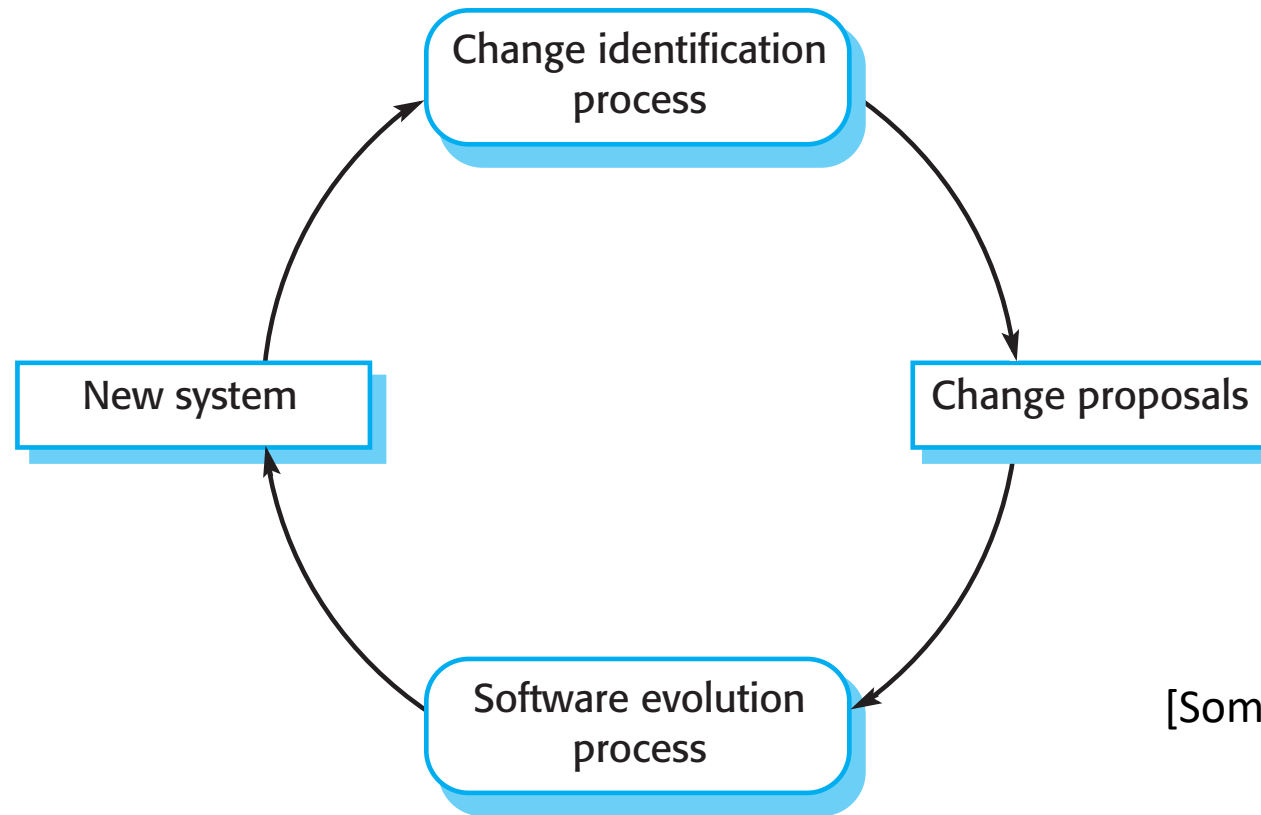 Change identification
process
New system
Change proposals
Software evolution
process
[Som